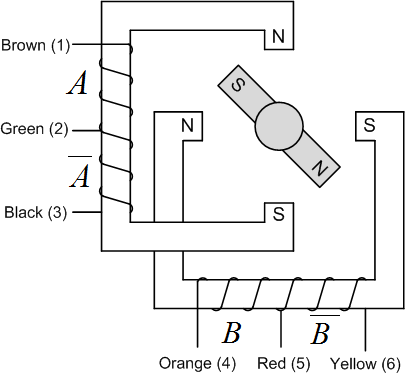 N
Brown (1)
A
S
Green (2)
N
S
A̅
N
Black (3)
S
B
B̅
Orange (4) Red (5) Yellow (6)